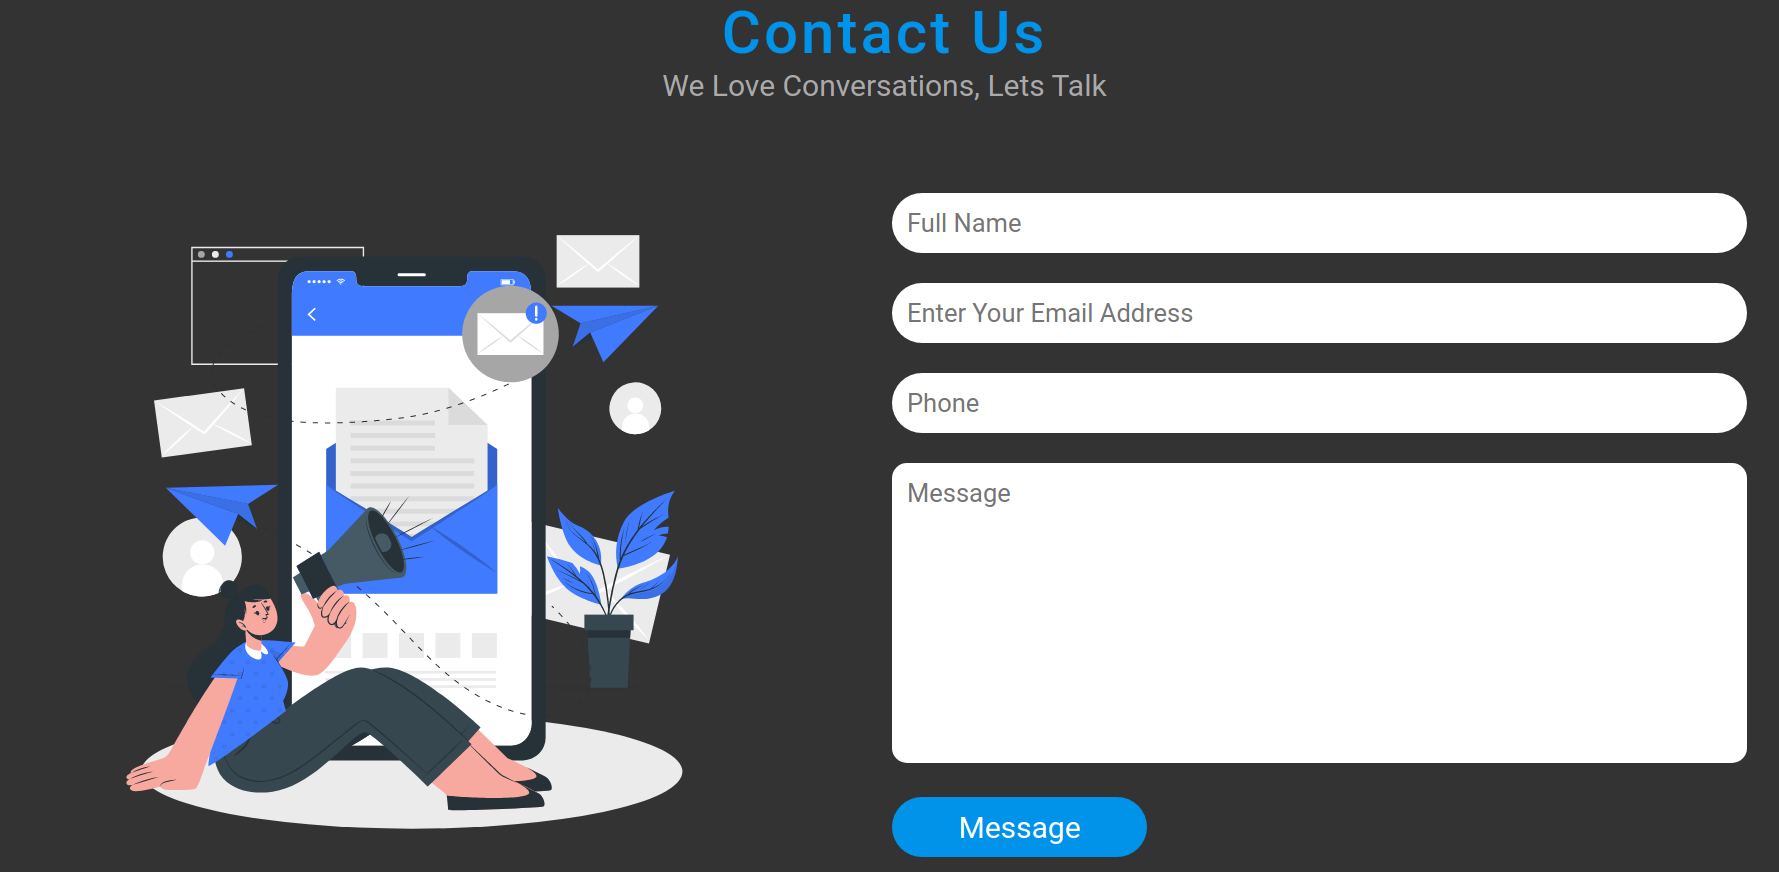 Contact Us
We Love Conversations, Lets Talk
Full Name
Enter Your Email Address
Phone
Message
Message